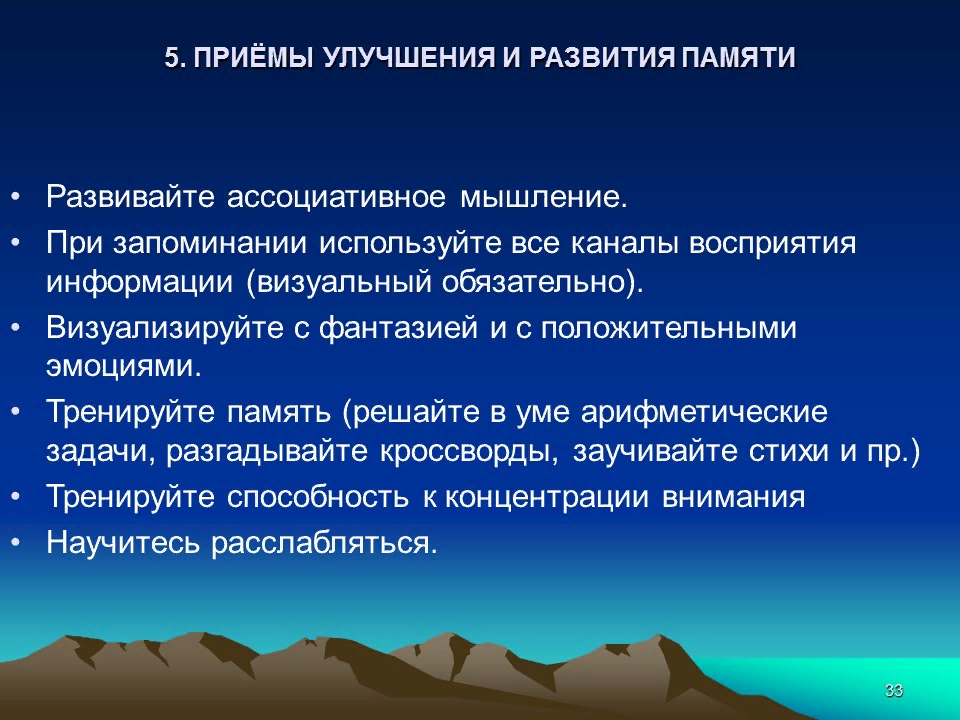 5. ПРИЁМЫ УЛУЧШЕНИЯ И РАЗВИТИЯ ПАМЯТИ
• Развивайте ассоциативное мышление.
• При запоминании используйте все каналы восприятия
информации (визуальный обязательно).
• Визуализируйте с фантазией и с положительными
эмоциями.
• Тренируйте память (решайте в уме арифметические
задачи, разгадывайте кроссворды, заучивайте стихи и пр.)
• Тренируйте способность к концентрации внимания
• Научитесь расслабляться.
33